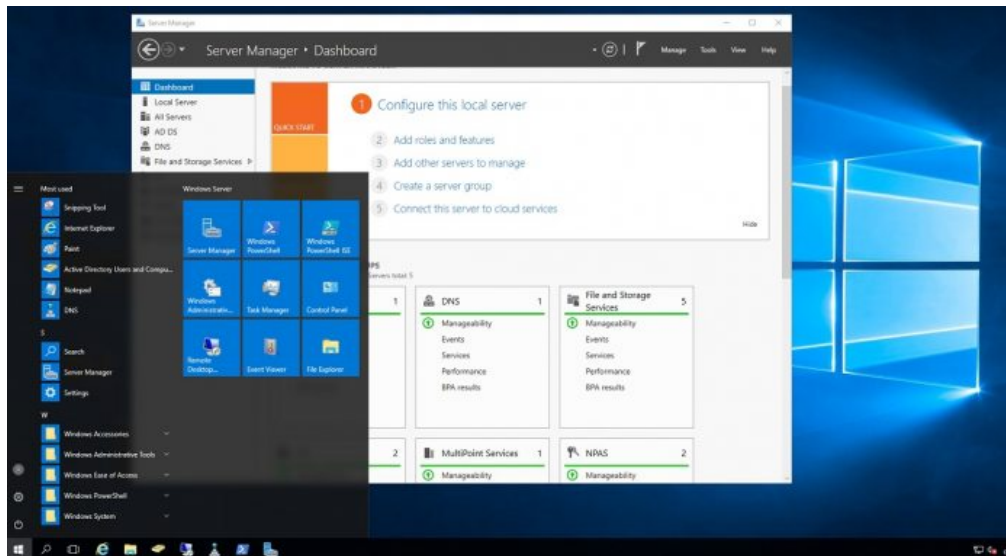 Server Manager
Server Manager • Dashboard
Manage Tools View Help
Dashboard
Local Server
All Servers
AD DS
DNS
File and Storage Services
QUICK START
1 Configure this local server
2 Add roles and features
3 Add other servers to manage
4 Create a server group
5 Connect this server to cloud services
Hide
Servers total: 5
1
DNS 1
Manageability
Events
Services
Performance
BPA results
File and Storage
Services 5
Manageability
Events
Services
Performance
BPA results
2
MultiPoint Services 1
Manageability
NPAS 2
Manageability
Most used
Snipping Tool
Internet Explorer
Paint
Active Directory Users and Compu...
Notepad
DNS
S
Search
Server Manager
Settings
W
Windows Accessories
Windows Administrative Tools
Windows Ease of Access
Windows PowerShell
Windows System
Windows Server
Server Manager
Windows
PowerShell
Windows
PowerShell ISE
Windows
Administrativ...
Task Manager
Control Panel
Remote
Desktop...
Event Viewer
File Explorer